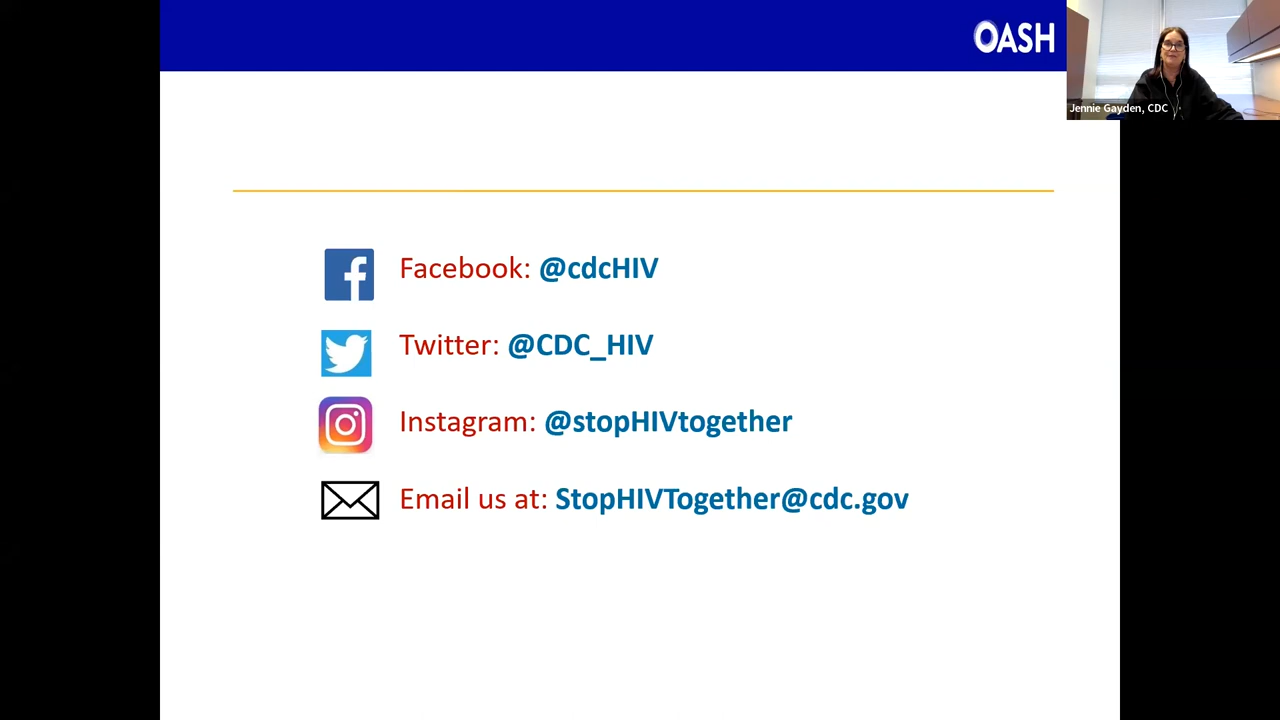 OASH
Jennie Gayden, CDC
Facebook: @cdcHIV
Twitter: @CDC_HIV
Instagram: @stopHIVtogether
Email us at: StopHIVTogether@cdc.gov